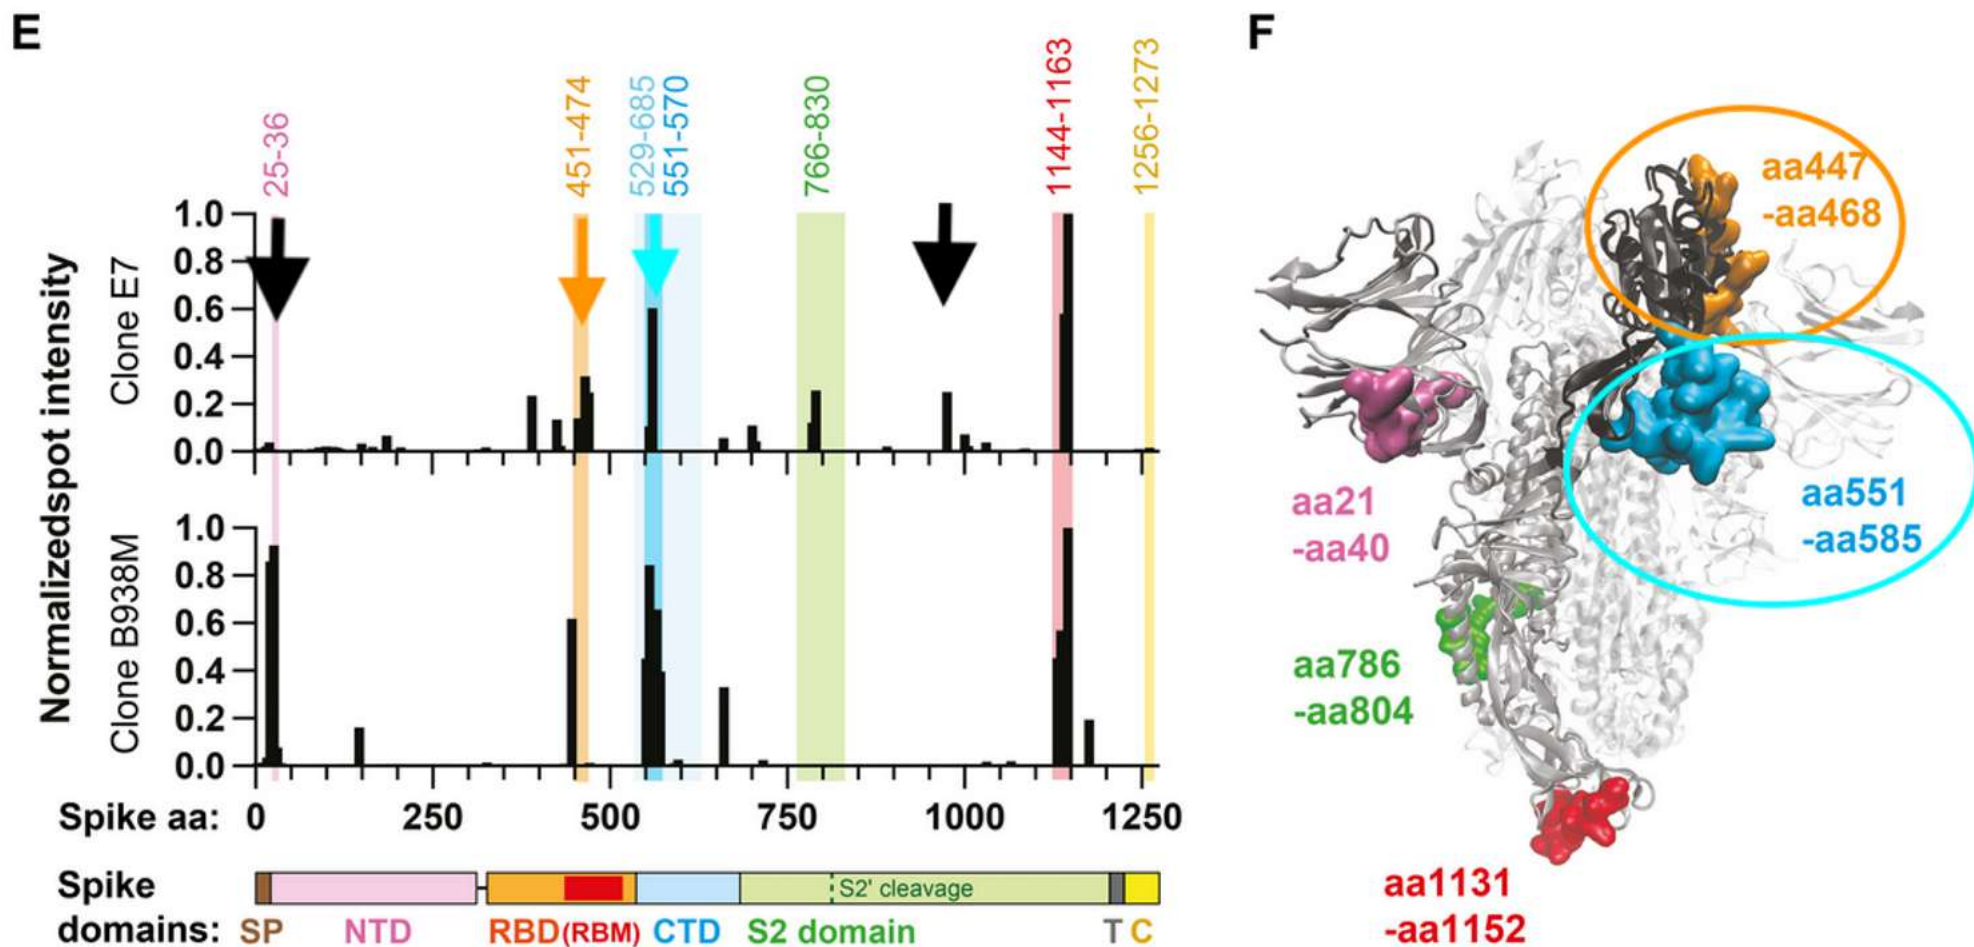 E
F
25-36
451-474
529-685
551-570
766-830
1144-1163
1256-1273
Normalizedspot intensity
Clone E7
1.0
0.8
0.6
0.4
0.2
0.0
Clone B938M
1.0
0.8
0.6
0.4
0.2
0.0
Spike aa: 0 250 500 750 1000 1250
Spike
domains:
S2' cleavage
SP NTD RBD(RBM) CTD S2 domain T C
aa447
-aa468
aa21
-aa40
aa551
-aa585
aa786
-aa804
aa1131
-aa1152